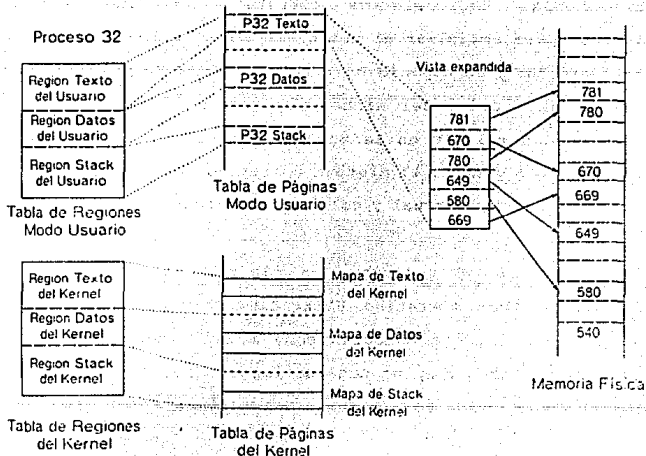 Proceso 32
Region Texto
del Usuario
Region Datos
del Usuario
Region Stack
del Usuario
Tabla de Regiones
Modo Usuario
P32 Texto
P32 Datos
P32 Stack
Tabla de Páginas
Modo Usuario
Vista expandida
781
670
780
649
580
669
781
780
670
669
649
580
540
Memoria Física
Region Texto
del Kernel
Region Datos
del Kernel
Region Stack
del Kernel
Tabla de Regiones
del Kernel
Mapa de Texto
del Kernel
Mapa de Datos
del Kernel
Mapa de Stack
del Kernel
Tabla de Páginas
del Kernel